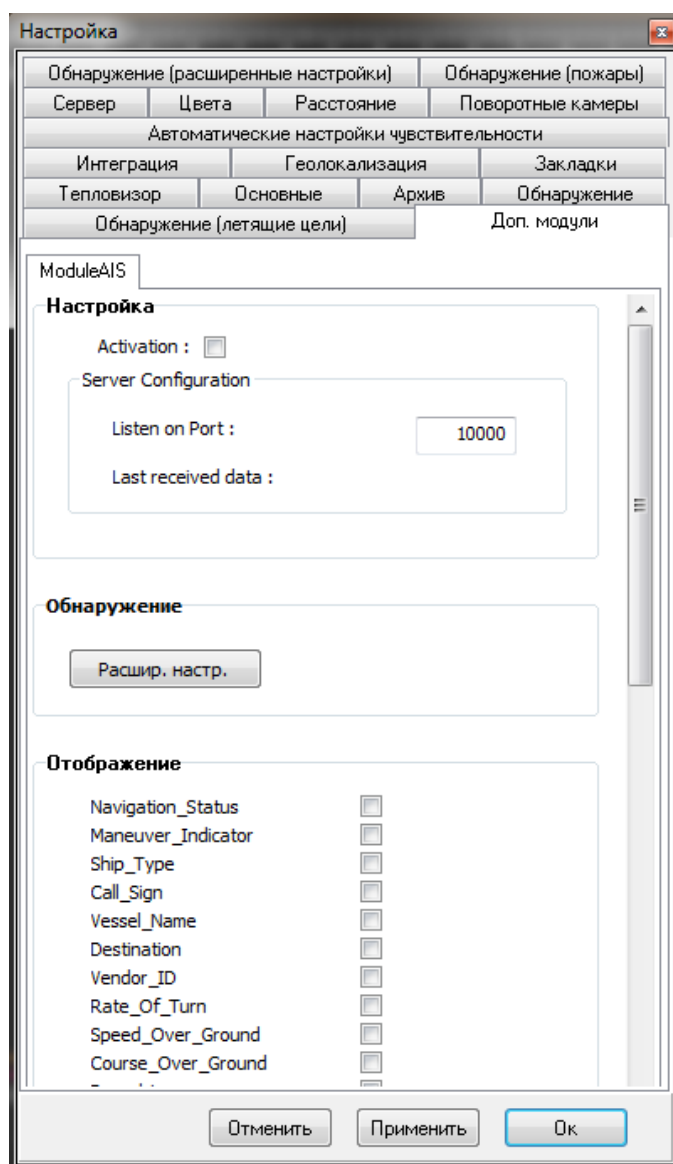 Настройка
Обнаружение (расширенные настройки) Обнаружение (пожары)
Сервер Цвета Расстояние Поворотные камеры
Автоматические настройки чувствительности
Интеграция Геолокализация Закладки
Тепловизор Основные Архив Обнаружение
Обнаружение (летящие цели) Доп. модули
ModuleAIS
Настройка
Activation :
Server Configuration
Listen on Port : 10000
Last received data :
Обнаружение
Расшир. настр.
Отображение
Navigation_Status
Maneuver_Indicator
Ship_Type
Call_Sign
Vessel_Name
Destination
Vendor_ID
Rate_Of_Turn
Speed_Over_Ground
Course_Over_Ground
Отменить Применить Ок